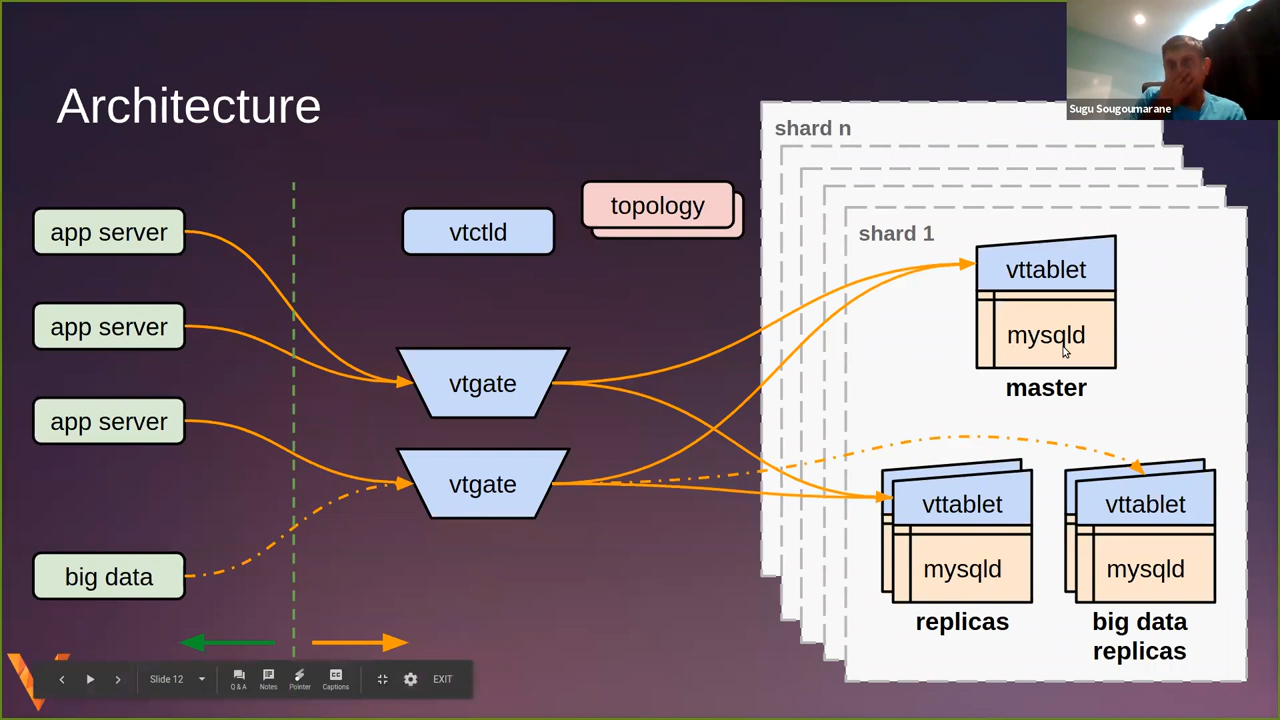 Sugu Sougoumarane
Architecture
shard n
topology
app server
vtctld
shard 1
vttablet
mysqld
master
app server
vtgate
app server
vtgate
vttablet
mysqld
replicas
vttablet
mysqld
big data
replicas
big data
Slide 12
Q & A
Notes
Pointer
CC
Captions
EXIT